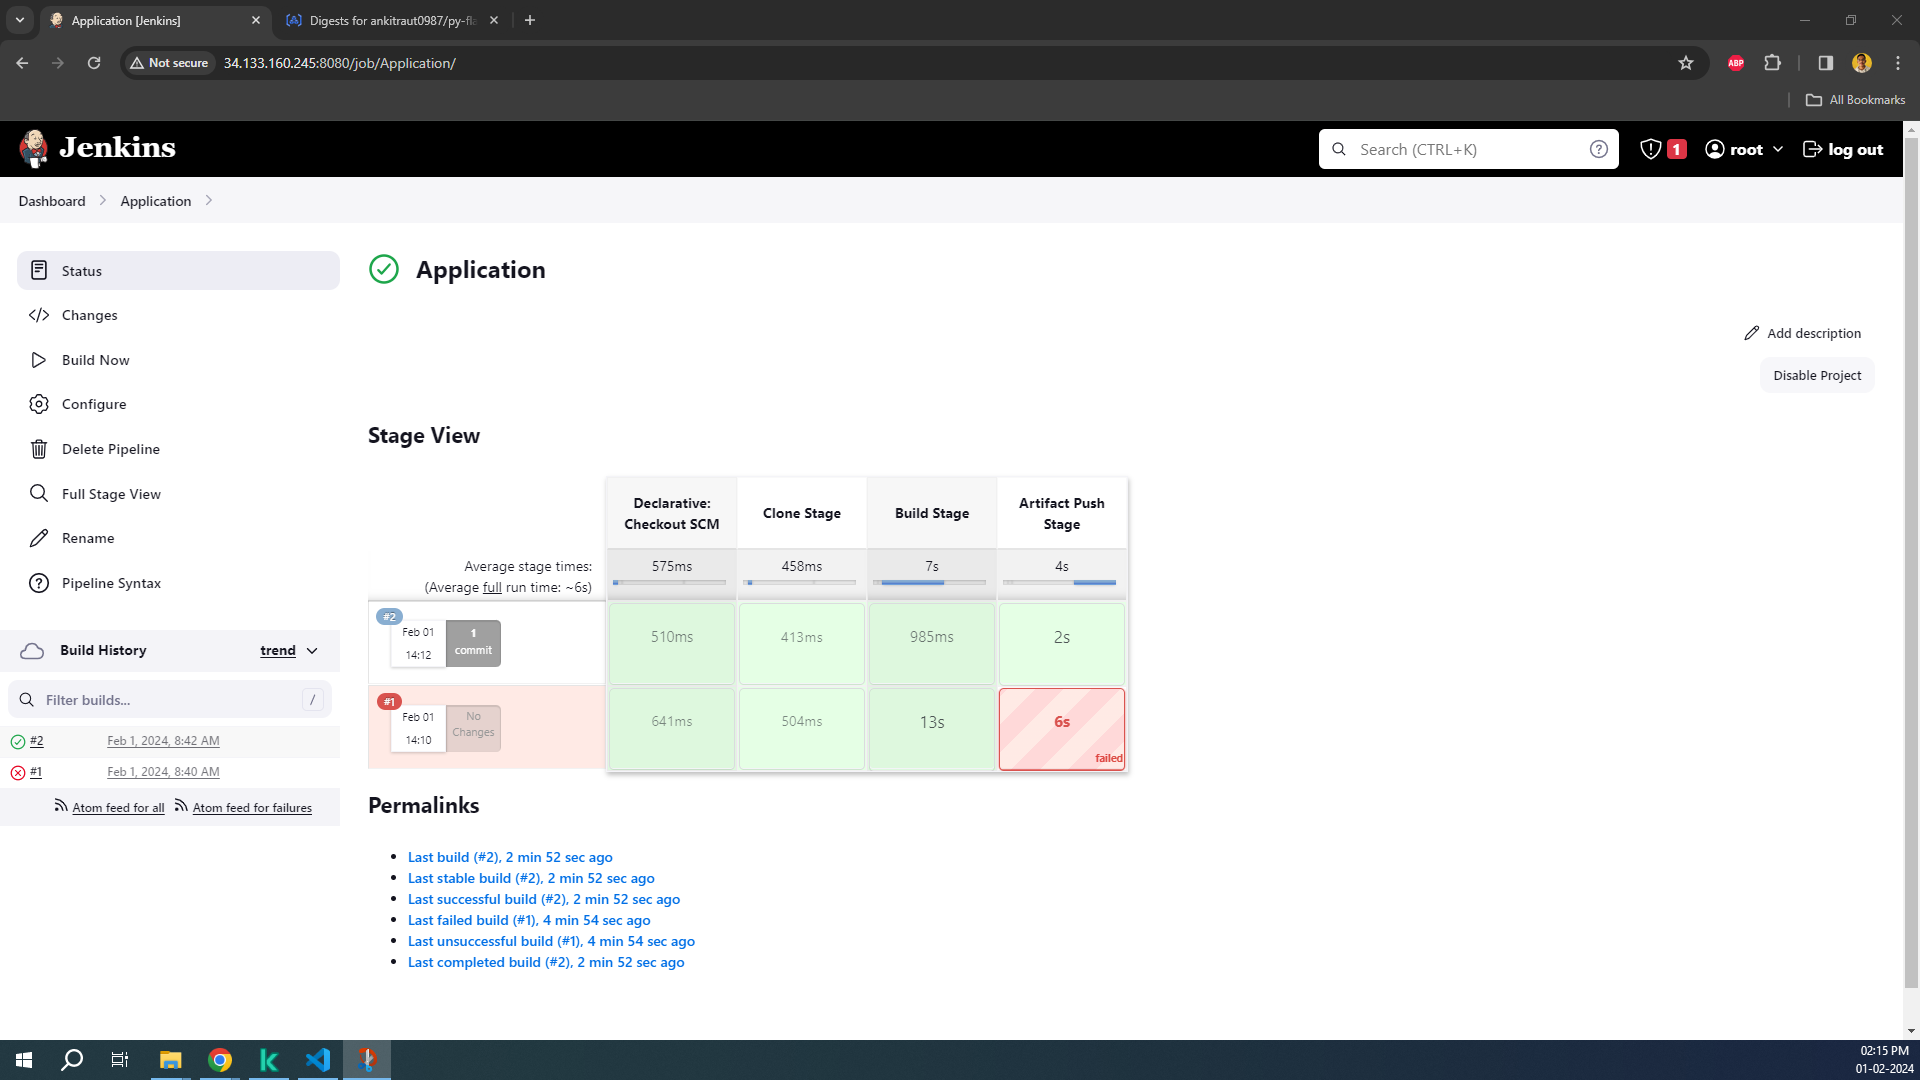 Application [Jenkins]
Digests for ankitraut0987/py-fla
Not secure
34.133.160.245:8080/job/Application/
ABP
All Bookmarks
Jenkins
Search (CTRL+K)
?
1
root
log out
Dashboard
Application
Status
Changes
Build Now
Configure
Delete Pipeline
Full Stage View
Rename
Pipeline Syntax
Build History
trend
Filter builds...
/
#2
Feb 1, 2024, 8:42 AM
#1
Feb 1, 2024, 8:40 AM
Atom feed for all
Atom feed for failures
Application
Add description
Disable Project
Stage View
Declarative:
Checkout SCM
Clone Stage
Build Stage
Artifact Push
Stage
Average stage times:
(Average full run time: ~6s)
575ms
458ms
7s
4s
#2
Feb 01
14:12
1
commit
510ms
413ms
985ms
2s
#1
Feb 01
14:10
No
Changes
641ms
504ms
13s
6s
failed
Permalinks
Last build (#2), 2 min 52 sec ago
Last stable build (#2), 2 min 52 sec ago
Last successful build (#2), 2 min 52 sec ago
Last failed build (#1), 4 min 54 sec ago
Last unsuccessful build (#1), 4 min 54 sec ago
Last completed build (#2), 2 min 52 sec ago
02:15 PM
01-02-2024